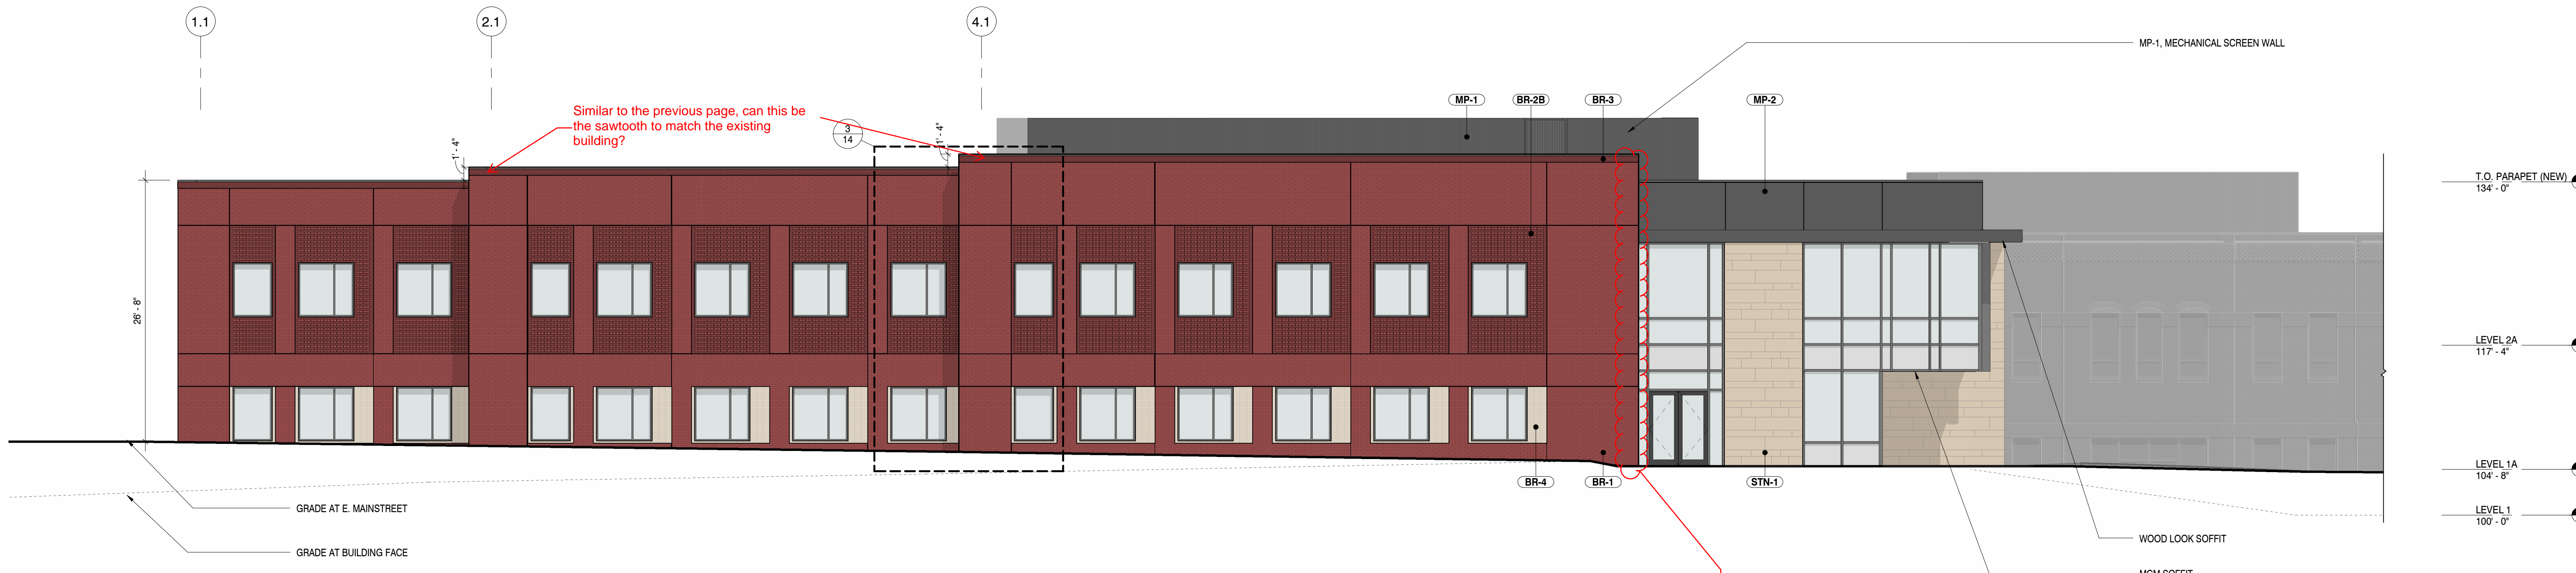 1.1
2.1
4.1
MP-1, MECHANICAL SCREEN WALL
Similar to the previous page, can this be
the sawtooth to match the existing
building?
3
14
1' - 4"
1' - 4"
MP-1
BR-2B
BR-3
MP-2
T.O. PARAPET (NEW)
134' - 0"
26' - 8"
LEVEL 2A
117' - 4"
LEVEL 1A
104' - 8"
BR-4
BR-1
STN-1
GRADE AT E. MAINSTREET
LEVEL 1
100' - 0"
WOOD LOOK SOFFIT
GRADE AT BUILDING FACE
MCM SOFFIT